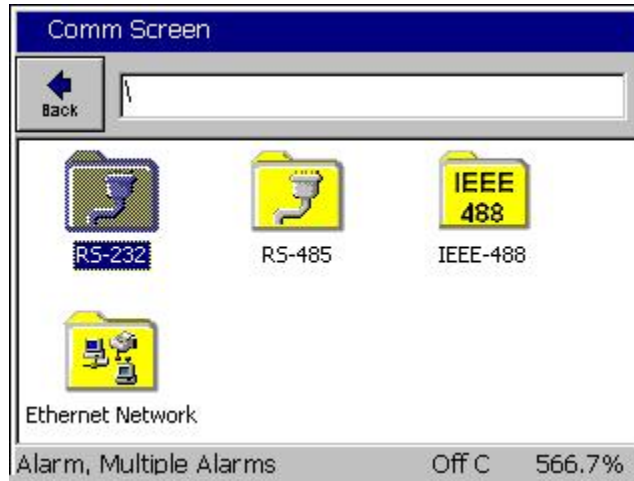 Comm Screen
Back
\
IEEE
488
RS-232
RS-485
IEEE-488
Ethernet Network
Alarm, Multiple Alarms Off C 566.7%